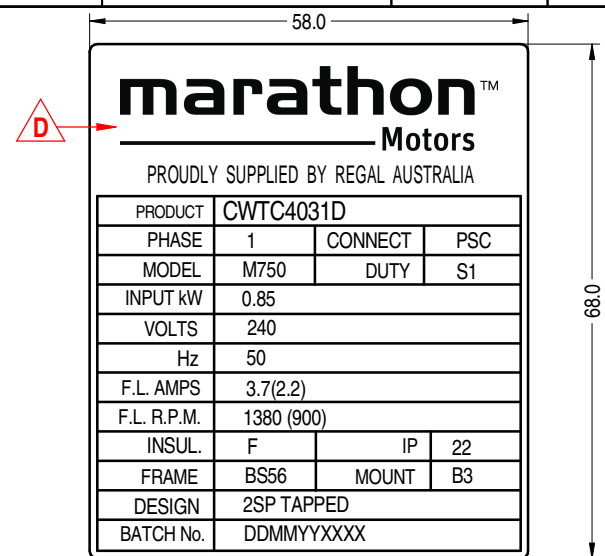 58.0
marathon™
Motors
D
PROUDLY SUPPLIED BY REGAL AUSTRALIA
PRODUCT CWTC4031D
PHASE 1 CONNECT PSC
MODEL M750 DUTY S1
INPUT kW 0.85
VOLTS 240
Hz 50
F.L. AMPS 3.7(2.2)
F.L. R.P.M. 1380 (900)
INSUL. F IP 22
FRAME BS56 MOUNT B3
DESIGN 2SP TAPPED
BATCH No. DDMMYYXXXX
68.0